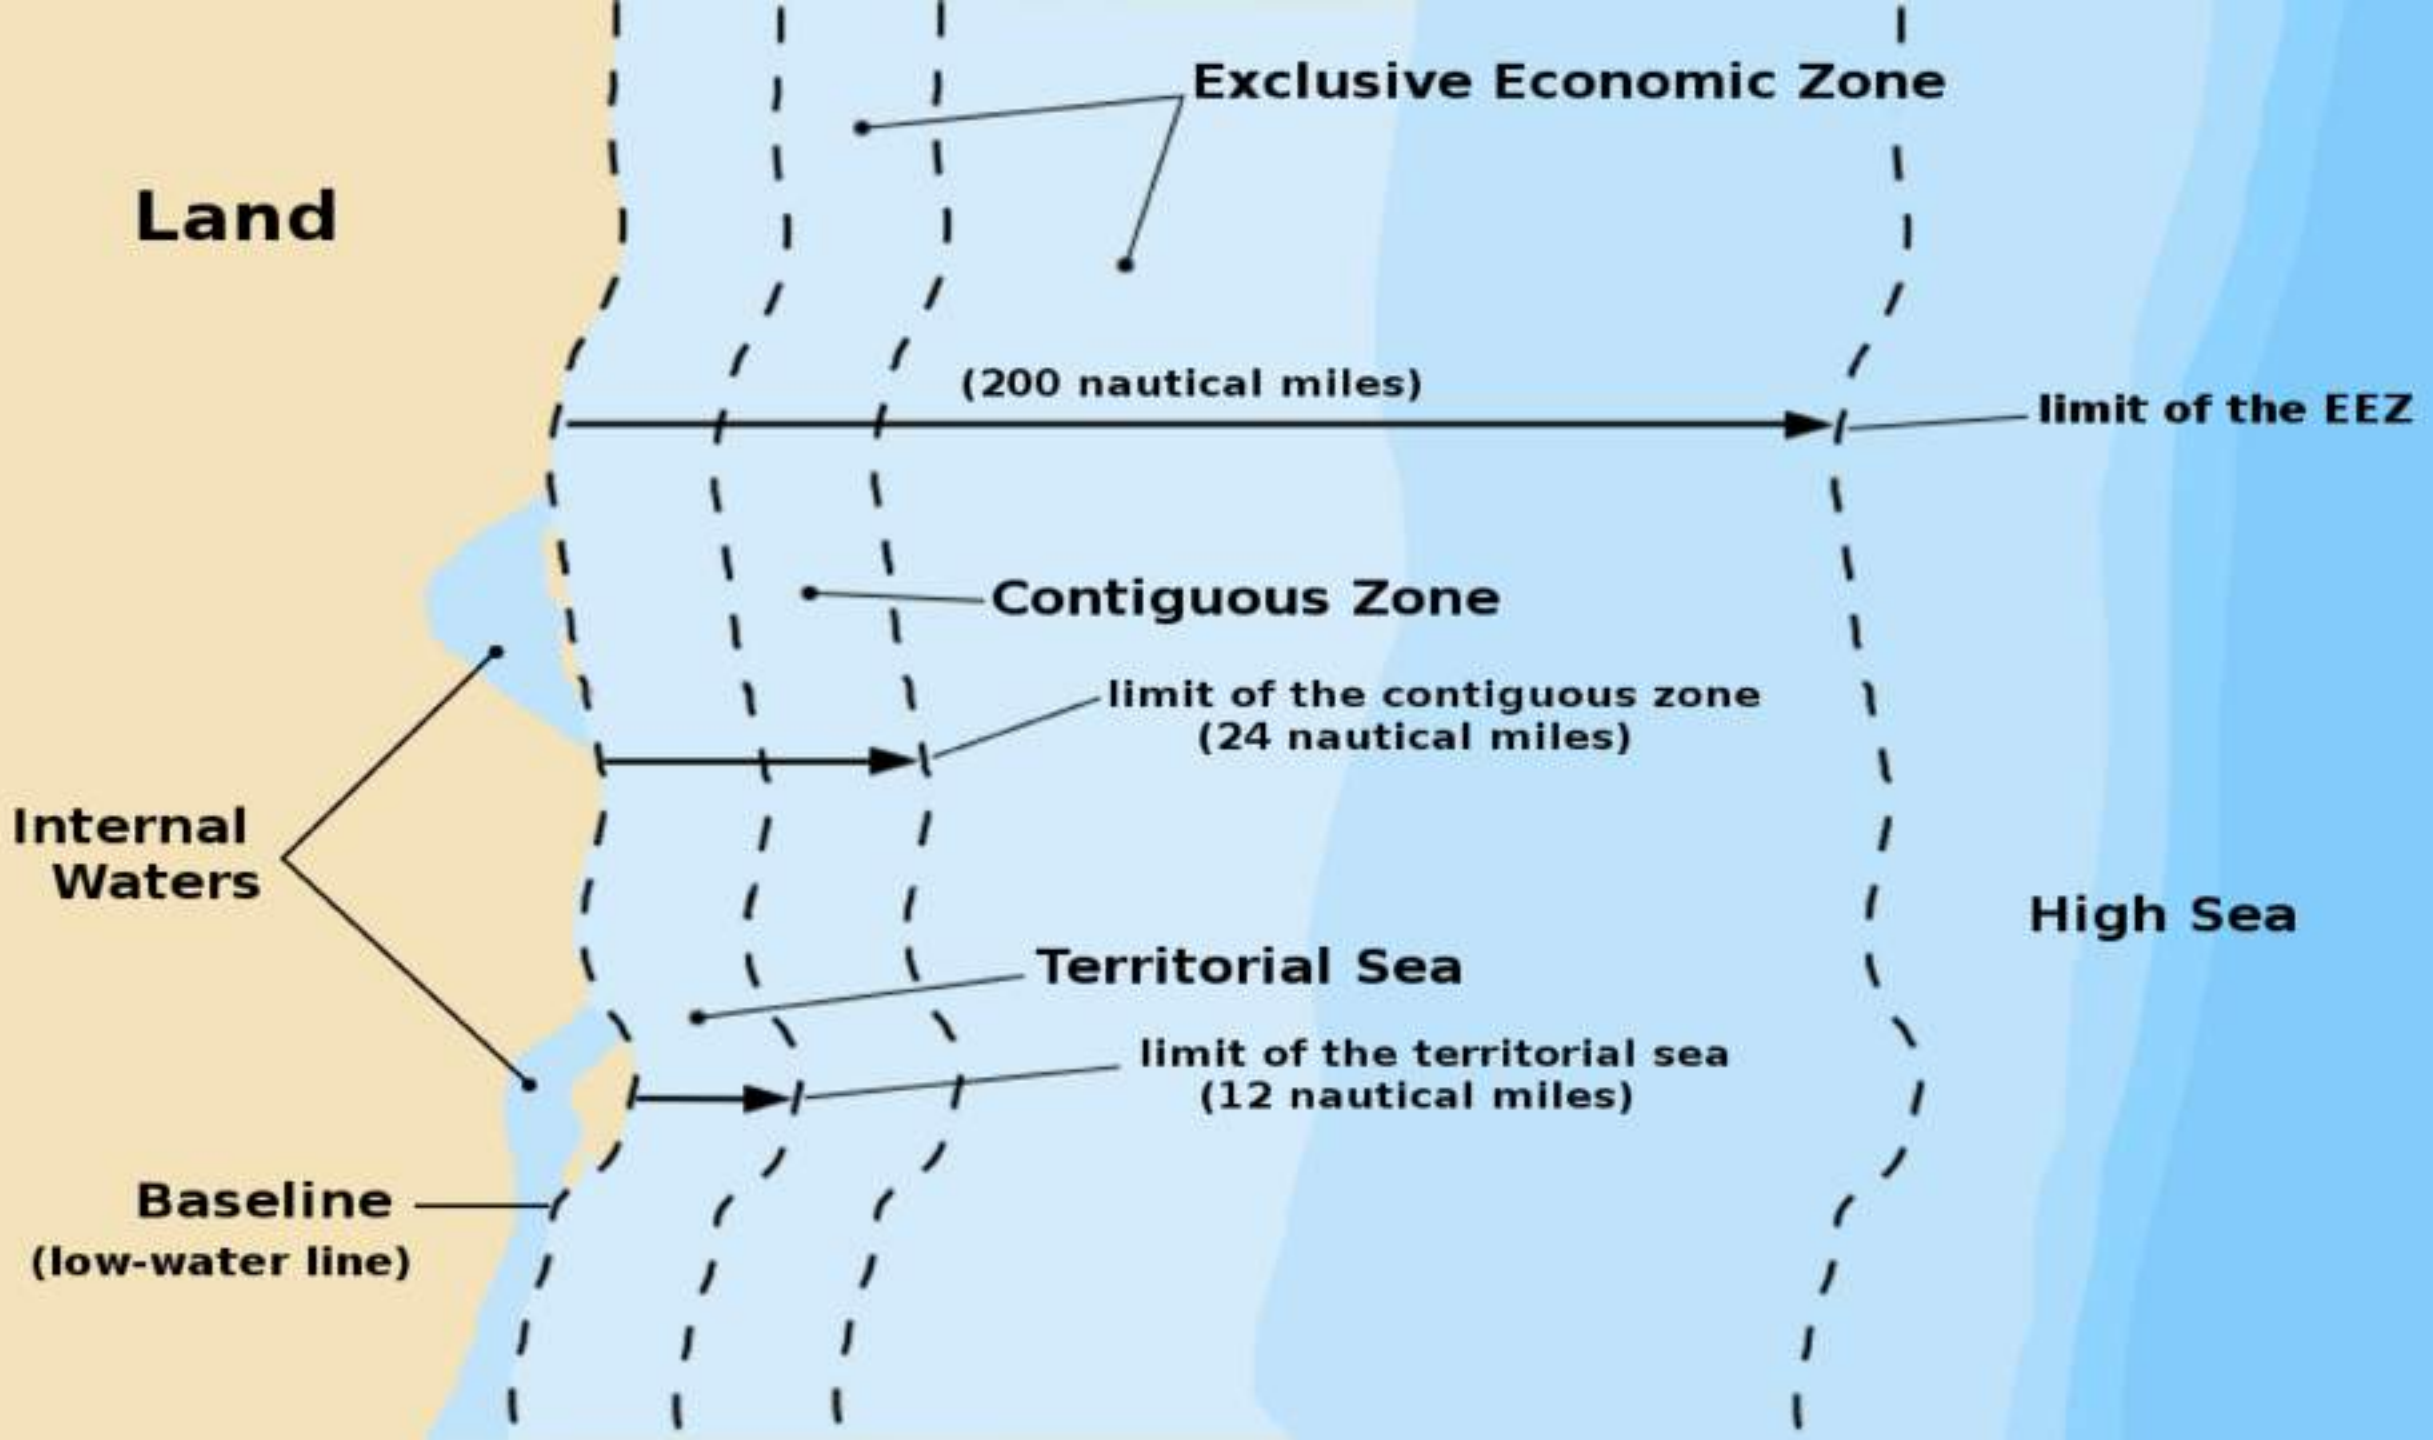 Exclusive Economic Zone
Land
(200 nautical miles)
limit of the EEZ
Contiguous Zone
limit of the contiguous zone
(24 nautical miles)
Internal
Waters
High Sea
Territorial Sea
limit of the territorial sea
(12 nautical miles)
Baseline
(low-water line)